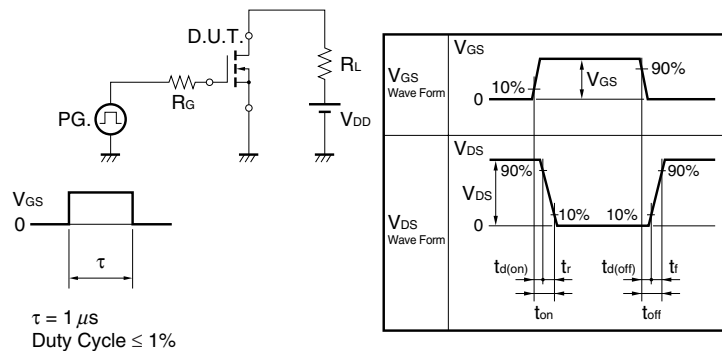 D.U.T.
RL
RG
PG.
VDD
VGS
0
τ
τ = 1 μs
Duty Cycle ≤ 1%
VGS
Wave Form
VGS
10%
0
VGS
90%
VDS
Wave Form
VDS
90%
VDS
0
10%
10%
90%
td(on)
tr
td(off)
tf
ton
toff